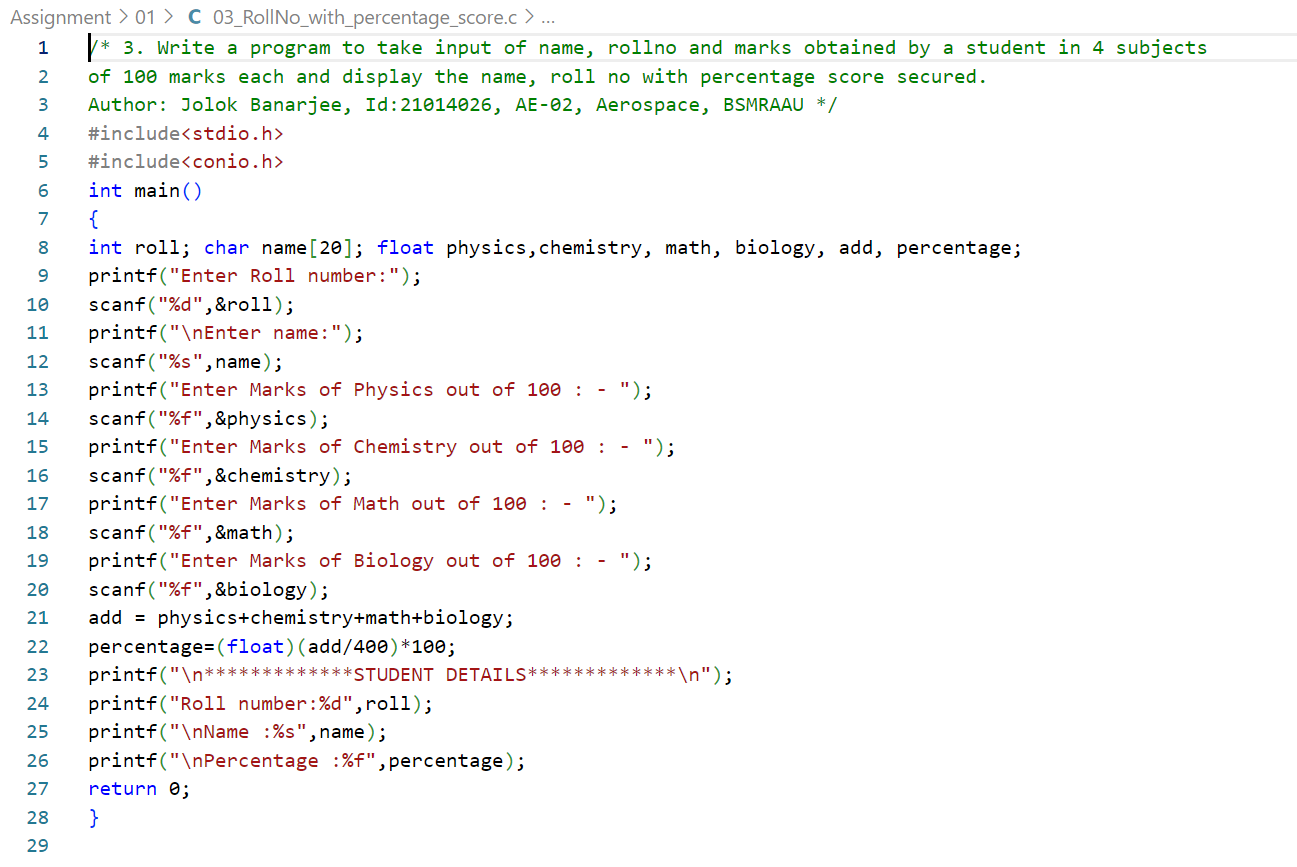 Assignment > 01 > C 03_RollNo_with_percentage_score.c > ...
1 /* 3. Write a program to take input of name, rollno and marks obtained by a student in 4 subjects
2 of 100 marks each and display the name, roll no with percentage score secured.
3 Author: Jolok Banarjee, Id:21014026, AE-02, Aerospace, BSMRAAU */
4 #include<stdio.h>
5 #include<conio.h>
6 int main()
7 {
8 int roll; char name[20]; float physics,chemistry, math, biology, add, percentage;
9 printf("Enter Roll number:");
10 scanf("%d",&roll);
11 printf("\nEnter name:");
12 scanf("%s",name);
13 printf("Enter Marks of Physics out of 100 : - ");
14 scanf("%f",&physics);
15 printf("Enter Marks of Chemistry out of 100 : - ");
16 scanf("%f",&chemistry);
17 printf("Enter Marks of Math out of 100 : - ");
18 scanf("%f",&math);
19 printf("Enter Marks of Biology out of 100 : - ");
20 scanf("%f",&biology);
21 add = physics+chemistry+math+biology;
22 percentage=(float)(add/400)*100;
23 printf("\n*************STUDENT DETAILS*************\n");
24 printf("Roll number:%d",roll);
25 printf("\nName :%s",name);
26 printf("\nPercentage :%f",percentage);
27 return 0;
28 }
29